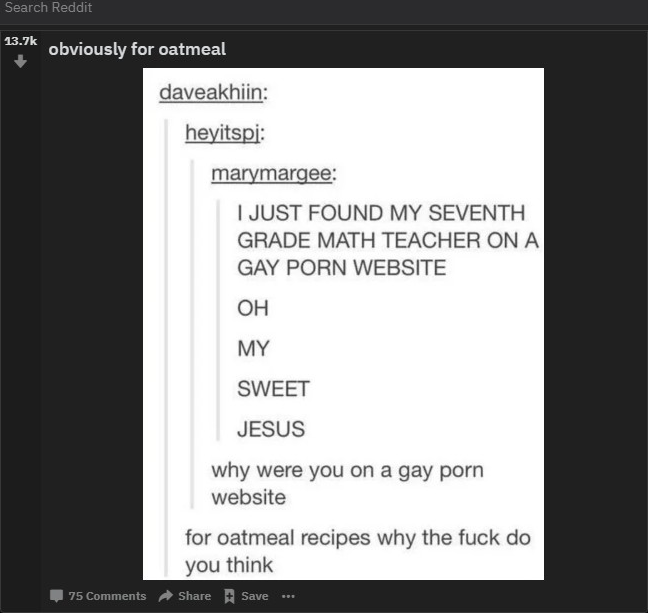 Search Reddit
13.7k
obviously for oatmeal
daveakhiin:
heyitspj:
marymargee:
I JUST FOUND MY SEVENTH
GRADE MATH TEACHER ON A
GAY PORN WEBSITE
OH
MY
SWEET
JESUS
why were you on a gay porn
website
for oatmeal recipes why the fuck do
you think
75 Comments Share Save •••